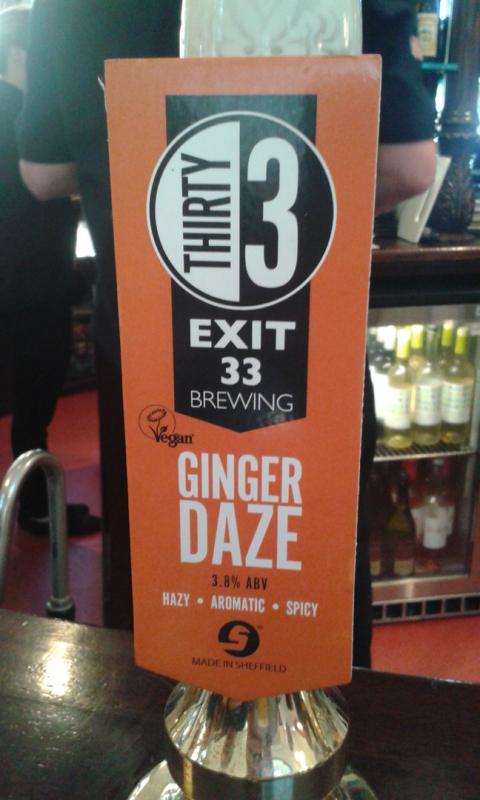 THIRTY
3
EXIT
33
BREWING
Vegan
GINGER
DAZE
3.8% ABV
HAZY • AROMATIC • SPICY
S
MADE IN SHEFFIELD